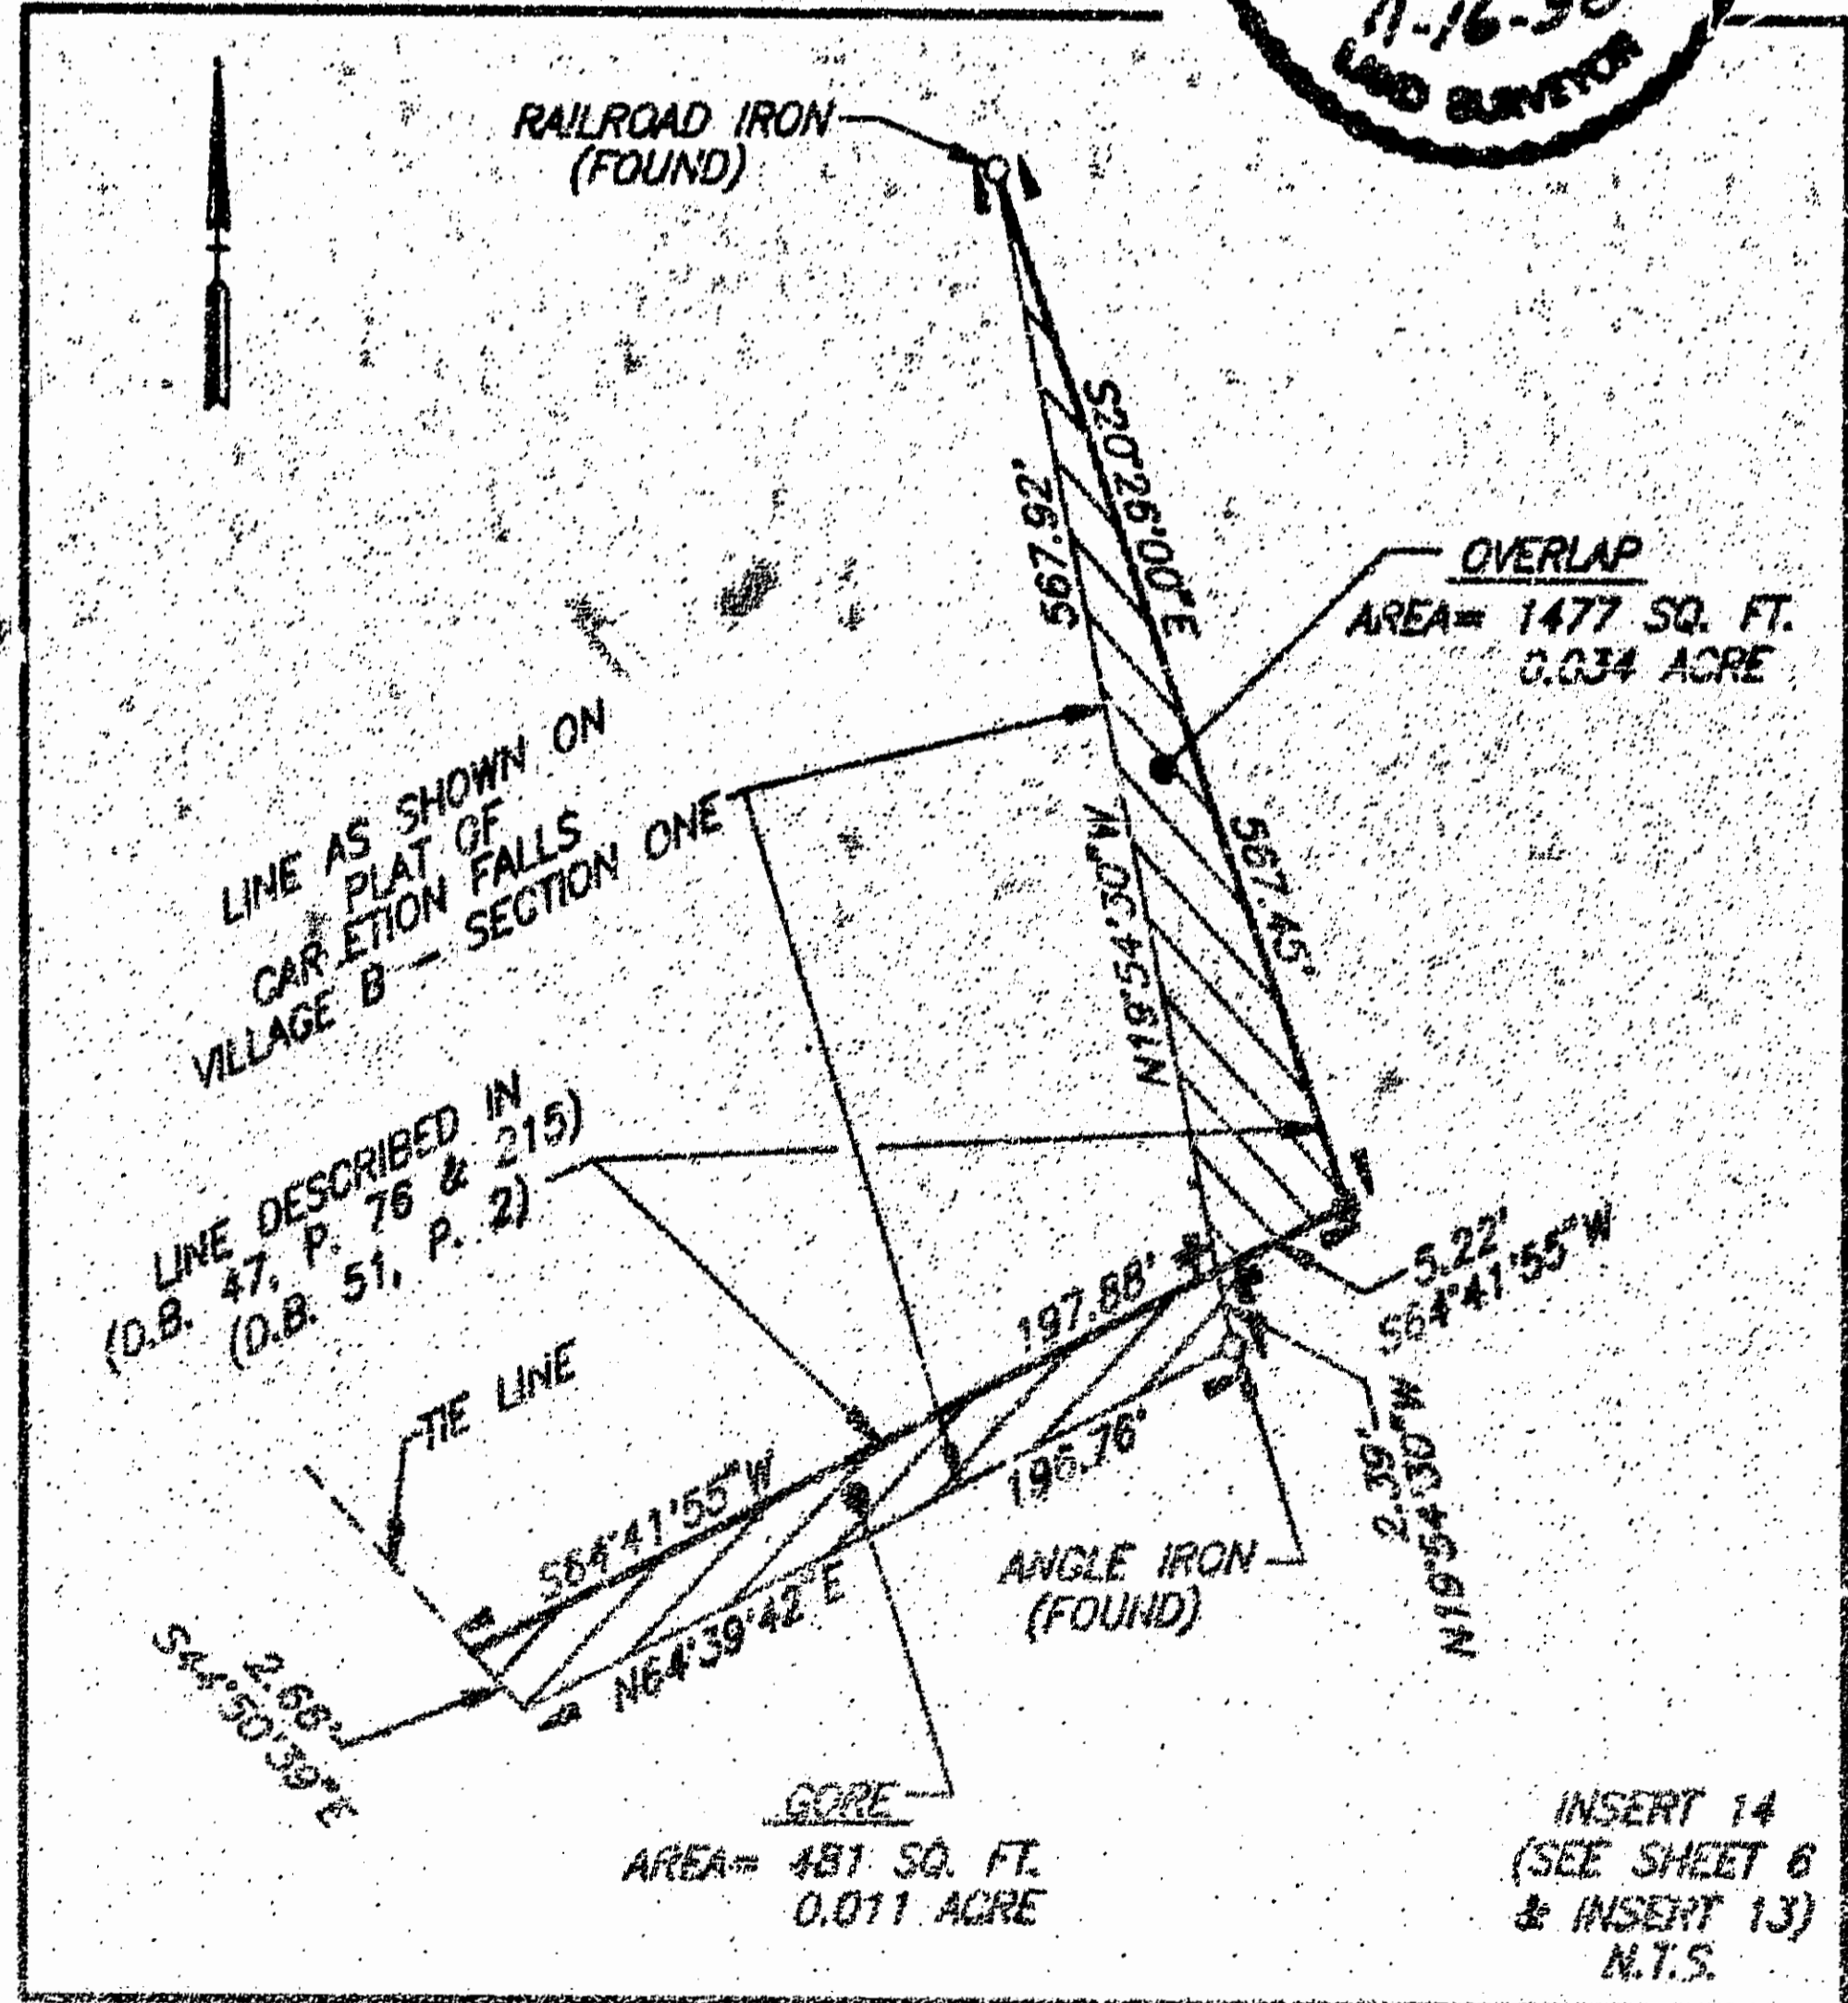 LAND SURVEYOR
RAILROAD IRON
(FOUND)
S20°26'00"E
567.92'
OVERLAP
AREA= 1477 SQ. FT.
0.034 ACRE
LINE AS SHOWN ON
PLAT OF
CARLETION FALLS
VILLAGE B - SECTION ONE
N19°54'30"W
567.45'
LINE DESCRIBED IN
(D.B. 47, P. 76 & 215)
(D.B. 51, P. 2)
TIE LINE
197.88'
5.22'
S64°41'55"W
S64°41'55"W
196.76'
N64°39'42"E
2.39'
N19°54'30"W
ANGLE IRON
(FOUND)
2.66'
GORE
AREA= 481 SQ. FT.
0.011 ACRE
INSERT 14
(SEE SHEET 6
& INSERT 13)
N.T.S.